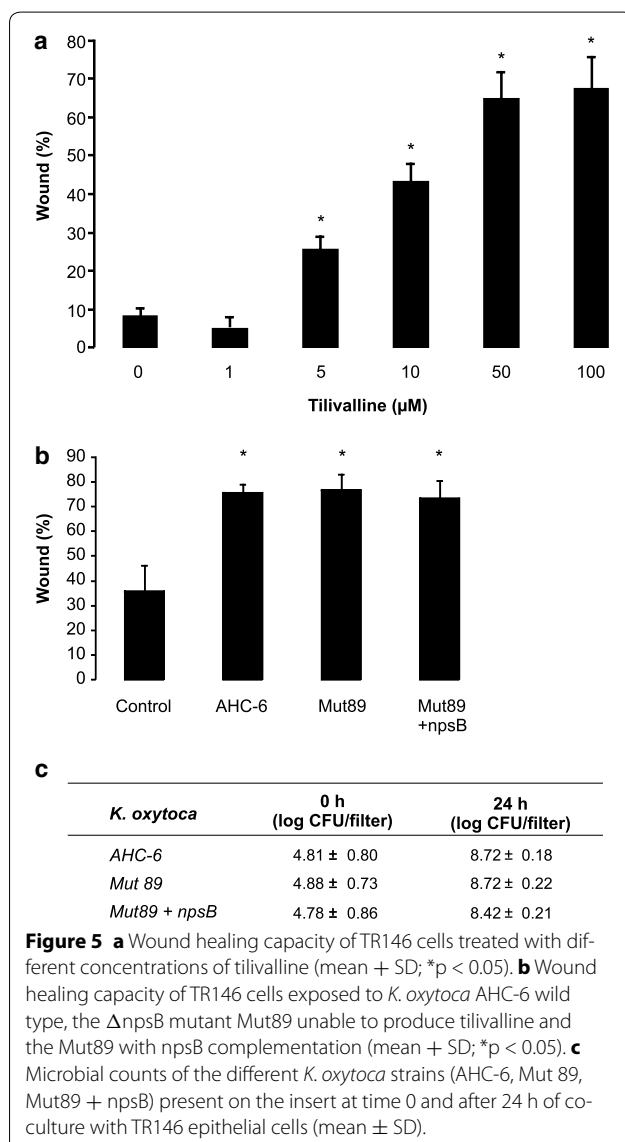 a
80
70
60
50
40
30
20
10
0
Wound (%)
* * * *
0 1 5 10 50 100
Tilivalline (µM)
b
90
80
70
60
50
40
30
20
10
0
Wound (%)
* * *
Control AHC-6 Mut89 Mut89
+npsB
c
K. oxytoca 0 h 24 h
(log CFU/filter) (log CFU/filter)
AHC-6 4.81 ± 0.80 8.72 ± 0.18
Mut 89 4.88 ± 0.73 8.72 ± 0.22
Mut89 + npsB 4.78 ± 0.86 8.42 ± 0.21
Figure 5 a Wound healing capacity of TR146 cells treated with dif-
ferent concentrations of tilivalline (mean + SD; *p < 0.05). b Wound
healing capacity of TR146 cells exposed to K. oxytoca AHC-6 wild
type, the ΔnpsB mutant Mut89 unable to produce tilivalline and
the Mut89 with npsB complementation (mean + SD; *p < 0.05). c
Microbial counts of the different K. oxytoca strains (AHC-6, Mut 89,
Mut89 + npsB) present on the insert at time 0 and after 24 h of co-
culture with TR146 epithelial cells (mean ± SD).